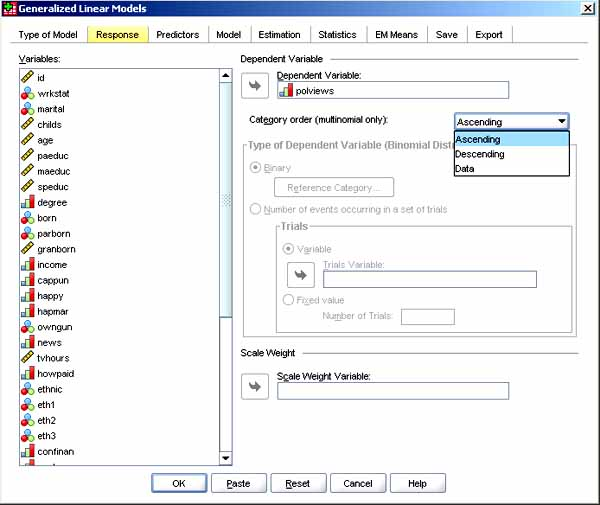 Generalized Linear Models
Type of Model Response Predictors Model Estimation Statistics EM Means Save Export
Variables:
id
wrkstat
marital
childs
age
paeduc
maeduc
speduc
degree
born
parborn
granborn
income
cappun
happy
hapmar
owngun
news
tvhours
howpaid
ethnic
eth1
eth2
eth3
confinan
Dependent Variable
Dependent Variable:
polviews
Category order (multinomial only):
Ascending
Ascending
Descending
Data
Type of Dependent Variable (Binomial Dist
Binary
Reference Category...
Number of events occurring in a set of trials
Trials
Variable
Trials Variable:
Fixed value
Number of Trials:
Scale Weight
Scale Weight Variable:
OK Paste Reset Cancel Help